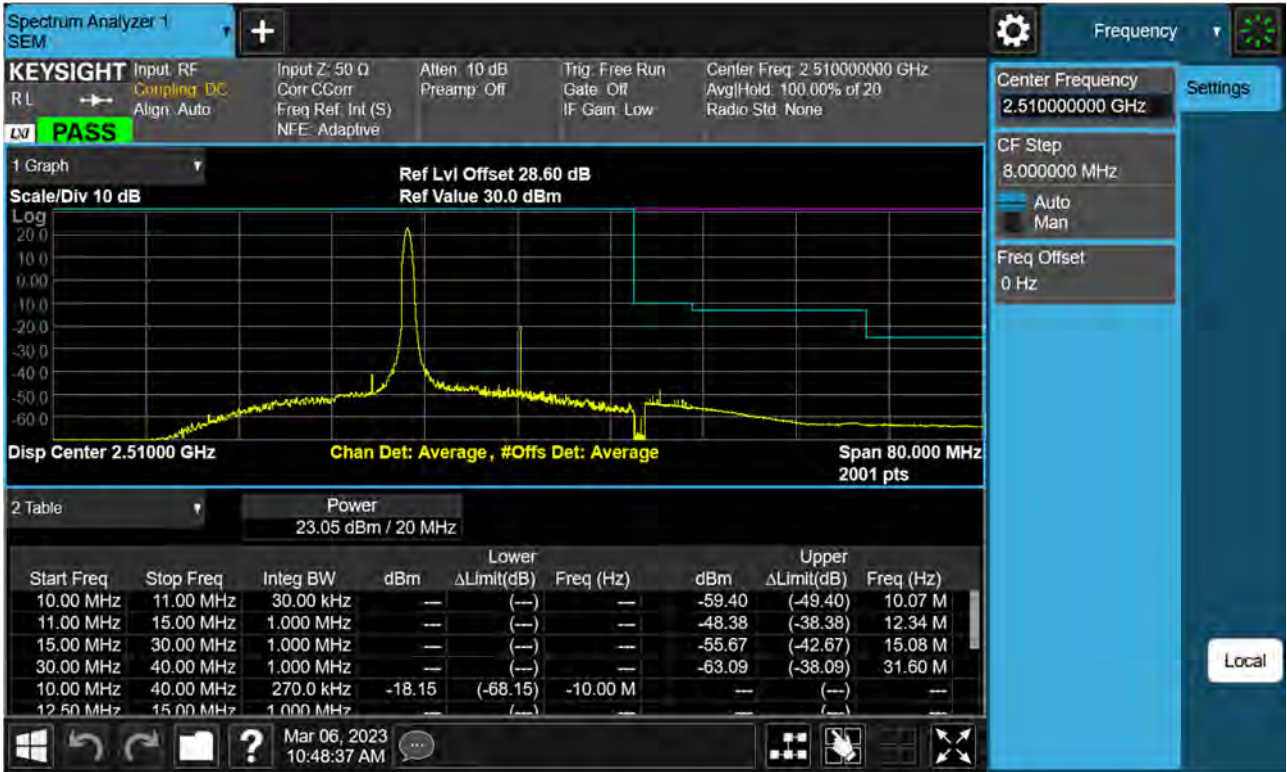 Spectrum Analyzer 1
SEM
+
Frequency
KEYSIGHT
R L
LXI
PASS
Input: RF
Coupling: DC
Align: Auto
Input Z: 50 Ω
Corr CCorr
Freq Ref: Int (S)
NFE: Adaptive
Atten: 10 dB
Preamp: Off
Trig: Free Run
Gate: Off
IF Gain: Low
Center Freq: 2.510000000 GHz
Avg|Hold: 100.00% of 20
Radio Std: None
Center Frequency
2.510000000 GHz
Settings
CF Step
8.000000 MHz
Auto
Man
Freq Offset
0 Hz
Local
1 Graph
Scale/Div 10 dB
Ref Lvl Offset 28.60 dB
Ref Value 30.0 dBm
Log
20.0
10.0
0.00
-10.0
-20.0
-30.0
-40.0
-50.0
-60.0
Disp Center 2.51000 GHz
Chan Det: Average, #Offs Det: Average
Span 80.000 MHz
2001 pts
2 Table
Power
23.05 dBm / 20 MHz
Lower Upper
Start Freq Stop Freq Integ BW dBm ΔLimit(dB) Freq (Hz) dBm ΔLimit(dB) Freq (Hz)
10.00 MHz 11.00 MHz 30.00 kHz --- (---) --- -59.40 (-49.40) 10.07 M
11.00 MHz 15.00 MHz 1.000 MHz --- (---) --- -48.38 (-38.38) 12.34 M
15.00 MHz 30.00 MHz 1.000 MHz --- (---) --- -55.67 (-42.67) 15.08 M
30.00 MHz 40.00 MHz 1.000 MHz --- (---) --- -63.09 (-38.09) 31.60 M
10.00 MHz 40.00 MHz 270.0 kHz -18.15 (-68.15) -10.00 M --- (---) ---
12.50 MHz 15.00 MHz 1.000 MHz --- (---) --- --- (---) ---
?
Mar 06, 2023
10:48:37 AM